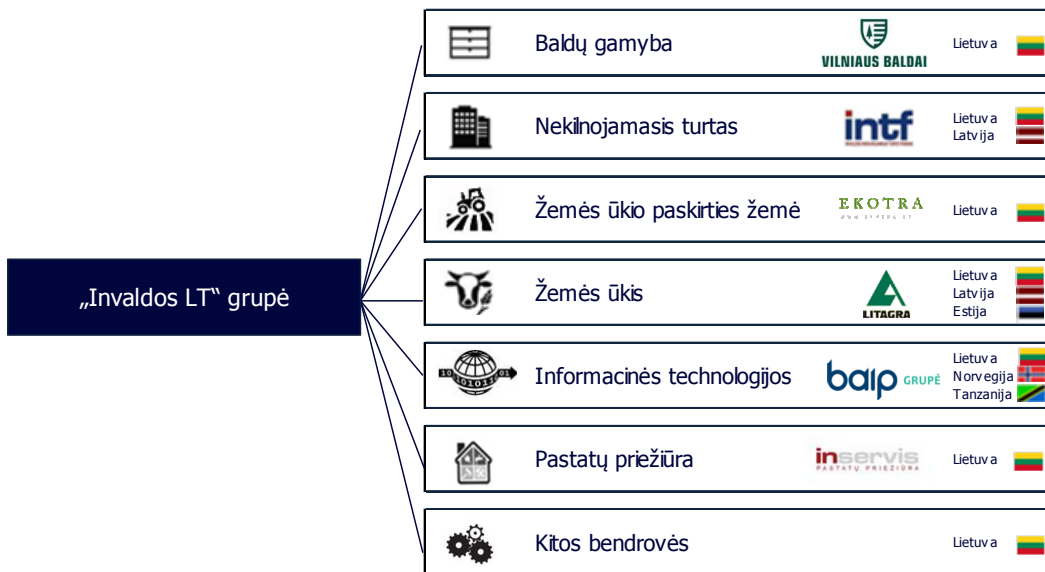 „Invaldos LT“ grupė
Baldų gamyba
VILNIAUS BALDAI
Lietuva
Nekilnojamasis turtas
intf
Lietuva
Latvija
Žemės ūkio paskirties žemė
EKOTRA
Lietuva
Žemės ūkis
LITAGRA
Lietuva
Latvija
Estija
Informacinės technologijos
baip GRUPĖ
Lietuva
Norvegija
Tanzanija
Pastatų priežiūra
inservis
PASTATŲ PRIEŽIŪRA
Lietuva
Kitos bendrovės
Lietuva